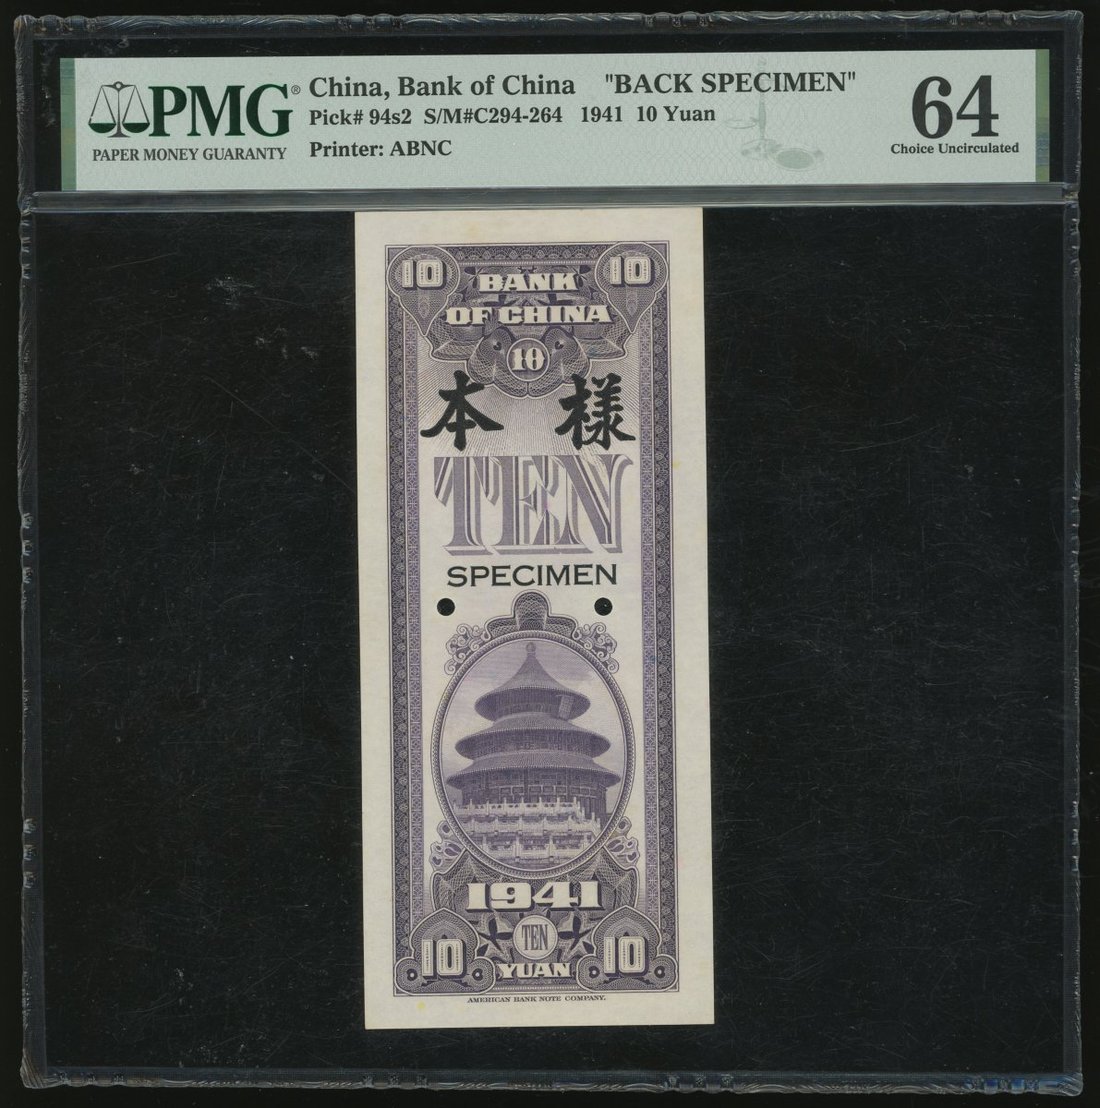 PMG®
PAPER MONEY GUARANTY
China, Bank of China "BACK SPECIMEN"
Pick# 94s2 S/M#C294-264 1941 10 Yuan
Printer: ABNC
64
Choice Uncirculated
10 10
BANK
OF CHINA
10
本 樣
TEN
SPECIMEN
1941
10 TEN 10
YUAN
AMERICAN BANK NOTE COMPANY.